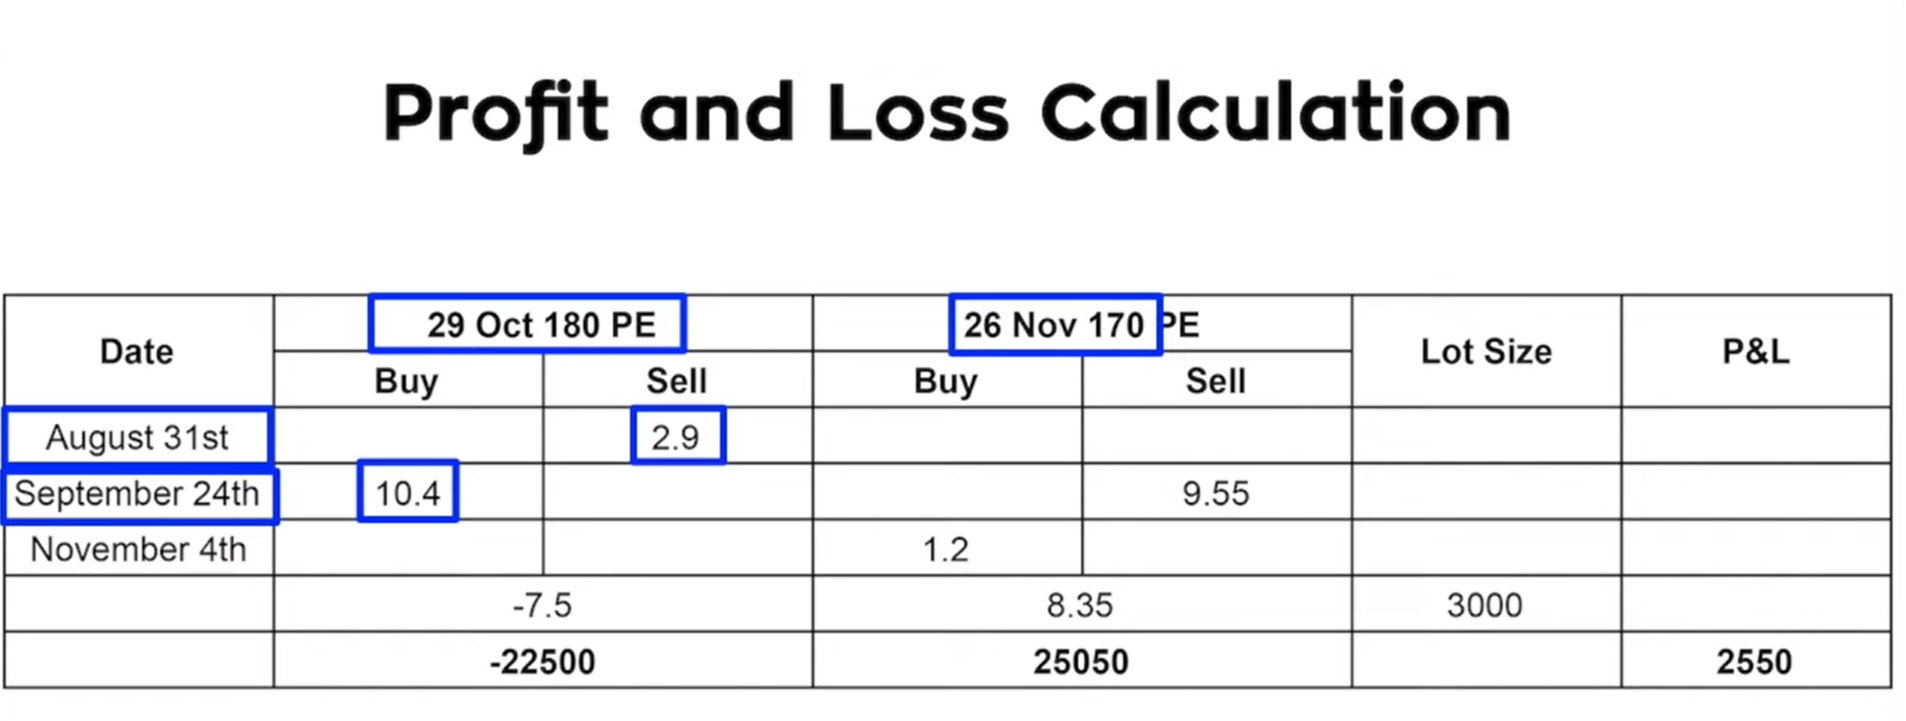 Profit and Loss Calculation
Date 29 Oct 180 PE 26 Nov 170 PE Lot Size P&L
Buy Sell Buy Sell
August 31st 2.9
September 24th 10.4 9.55
November 4th 1.2
-7.5 8.35 3000
-22500 25050 2550